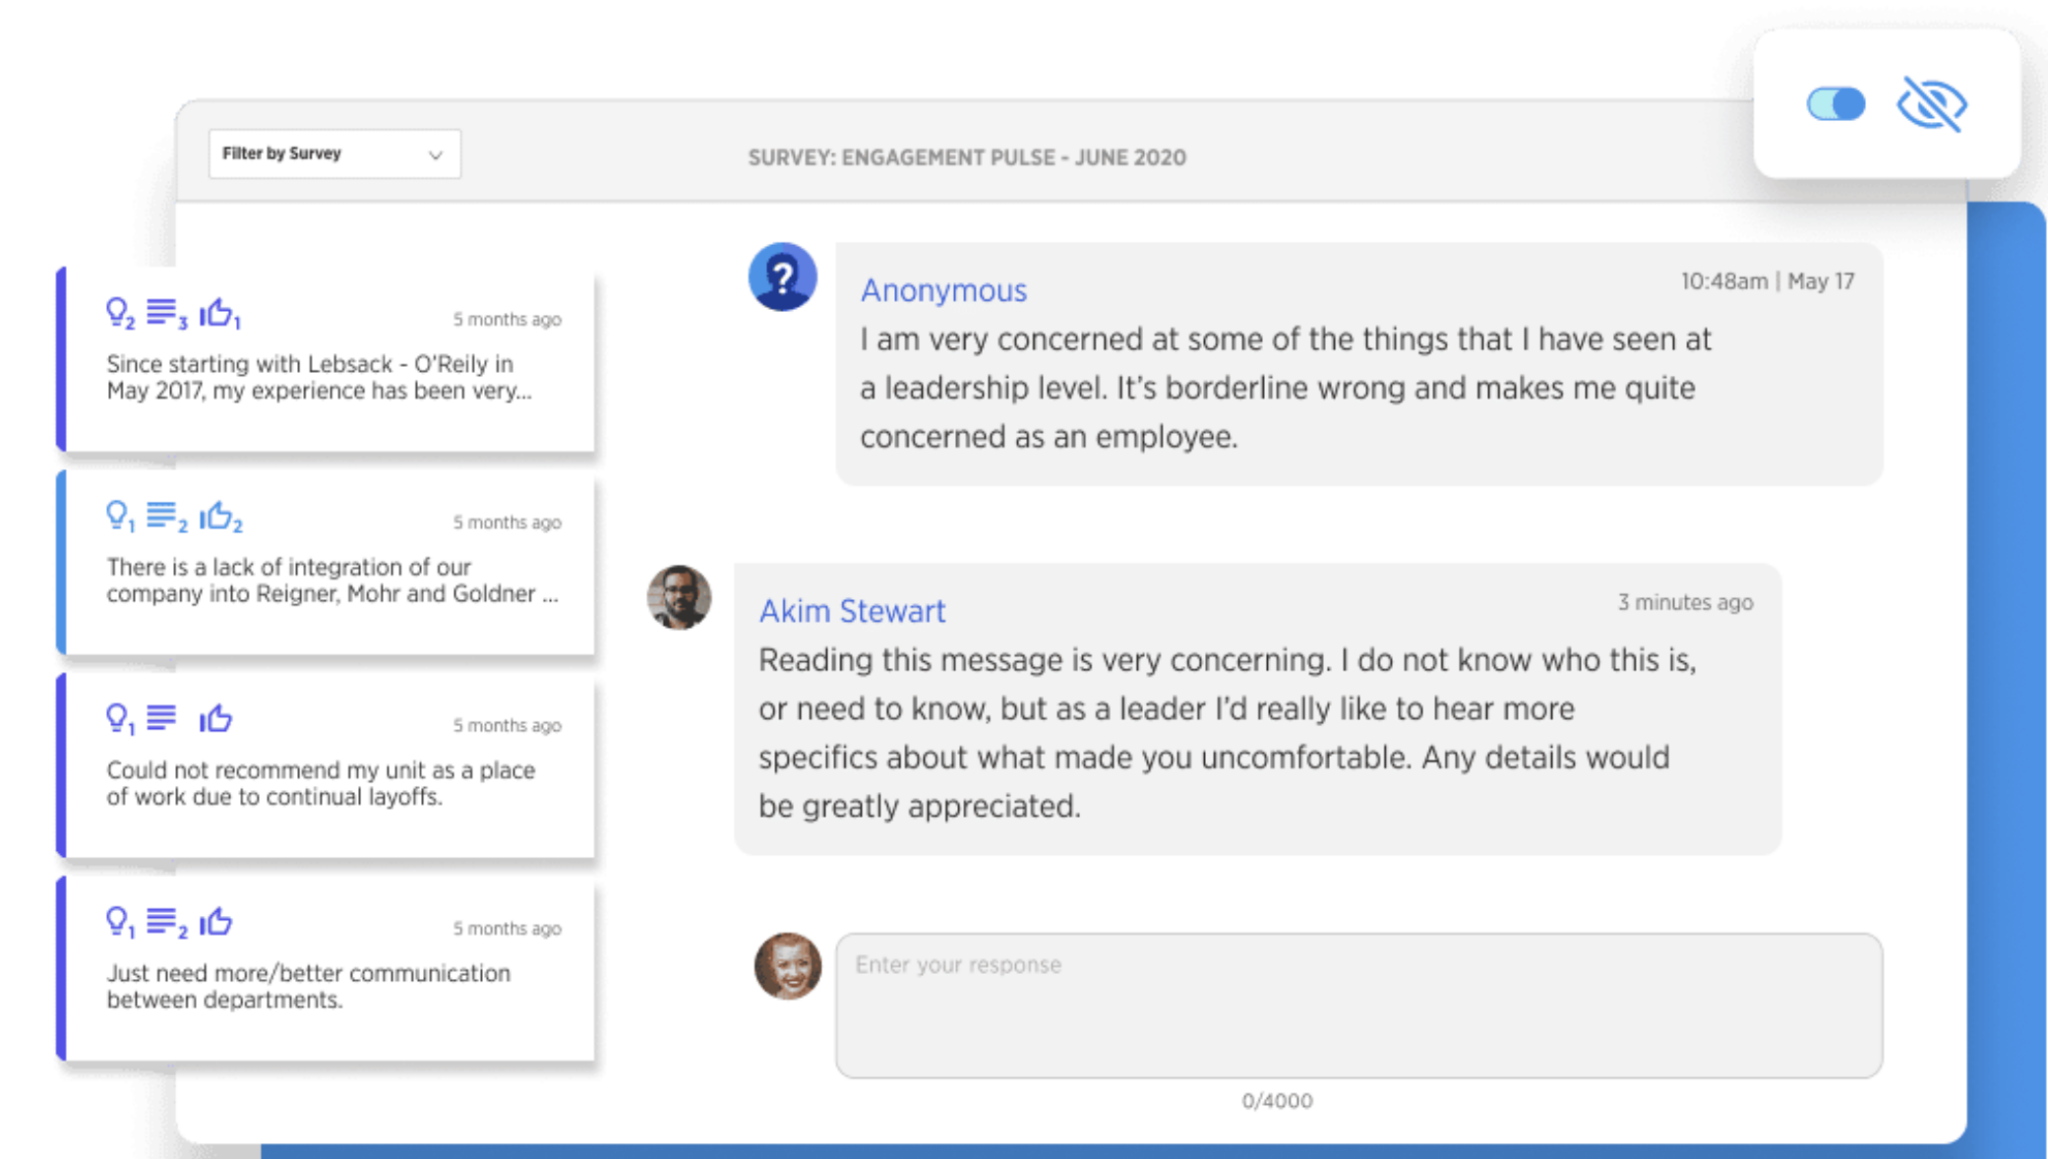 Filter by Survey
SURVEY: ENGAGEMENT PULSE - JUNE 2020
2 3 1
5 months ago
Since starting with Lebsack - O'Reily in
May 2017, my experience has been very...
1 2 2
5 months ago
There is a lack of integration of our
company into Reigner, Mohr and Goldner ...
1
5 months ago
Could not recommend my unit as a place
of work due to continual layoffs.
1 2
5 months ago
Just need more/better communication
between departments.
?
Anonymous
10:48am | May 17
I am very concerned at some of the things that I have seen at
a leadership level. It's borderline wrong and makes me quite
concerned as an employee.
Akim Stewart
3 minutes ago
Reading this message is very concerning. I do not know who this is,
or need to know, but as a leader I'd really like to hear more
specifics about what made you uncomfortable. Any details would
be greatly appreciated.
Enter your response
0/4000